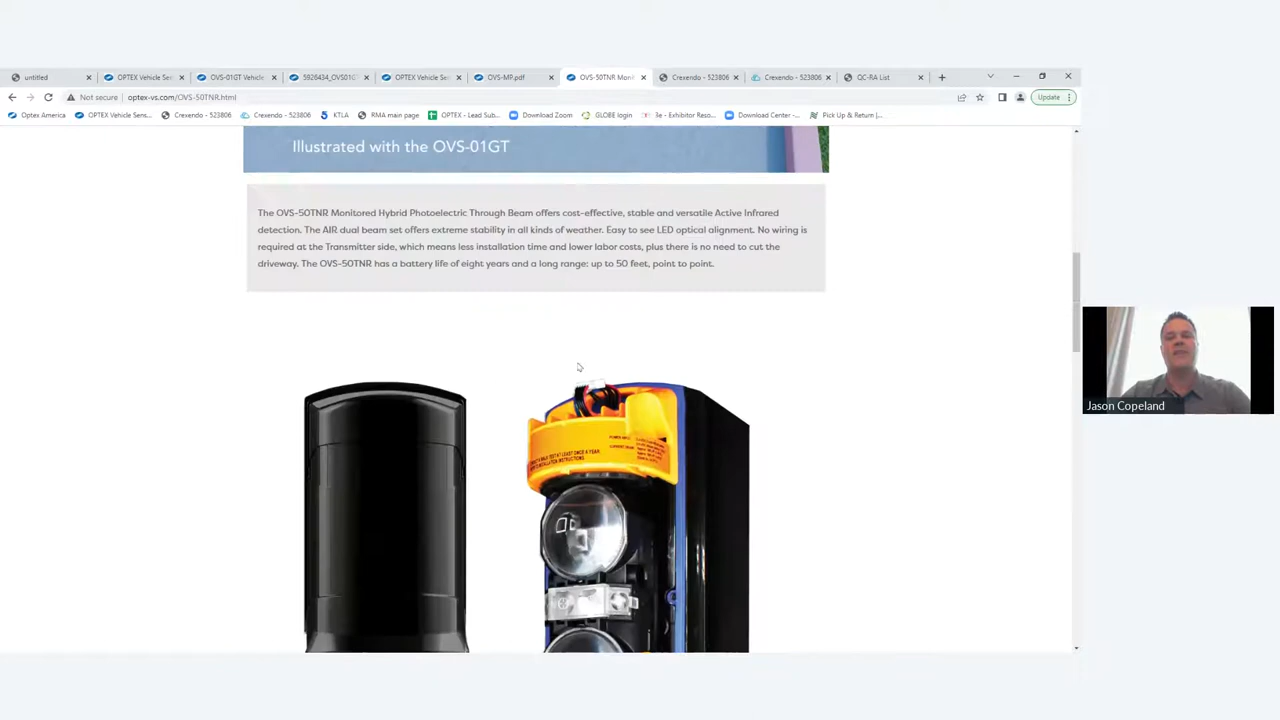 untitled
OPTEX Vehicle Sen
OVS-01GT Vehicle
5926434_OVS01G
OPTEX Vehicle Sen
OVS-MP.pdf
OVS-50TNR Moni
Crexendo - 523806
Crexendo - 523806
QC-RA List
Not secure optex-vs.com/OVS-50TNR.html
Update
Optex America
OPTEX Vehicle Sens...
Crexendo - 523806
Crexendo - 523806
KTLA
RMA main page
OPTEX - Lead Sub...
Download Zoom
GLOBE login
3e - Exhibitor Reso...
Download Center -...
Pick Up & Return |...
Illustrated with the OVS-01GT
The OVS-50TNR Monitored Hybrid Photoelectric Through Beam offers cost-effective, stable and versatile Active Infrared
detection. The AIR dual beam set offers extreme stability in all kinds of weather. Easy to see LED optical alignment. No wiring is
required at the Transmitter side, which means less installation time and lower labor costs, plus there is no need to cut the
driveway. The OVS-50TNR has a battery life of eight years and a long range: up to 50 feet, point to point.
Jason Copeland